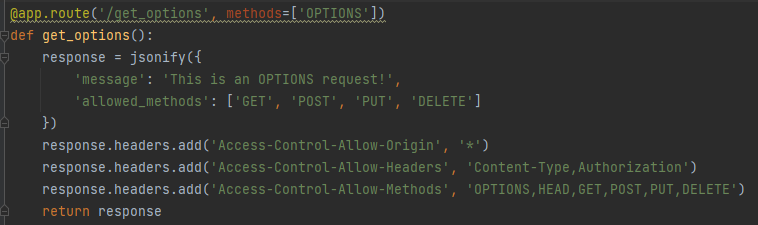 @app.route('/get_options', methods=['OPTIONS'])
def get_options():
    response = jsonify({
        'message': 'This is an OPTIONS request!',
        'allowed_methods': ['GET', 'POST', 'PUT', 'DELETE']
    })
    response.headers.add('Access-Control-Allow-Origin', '*')
    response.headers.add('Access-Control-Allow-Headers', 'Content-Type,Authorization')
    response.headers.add('Access-Control-Allow-Methods', 'OPTIONS,HEAD,GET,POST,PUT,DELETE')
    return response